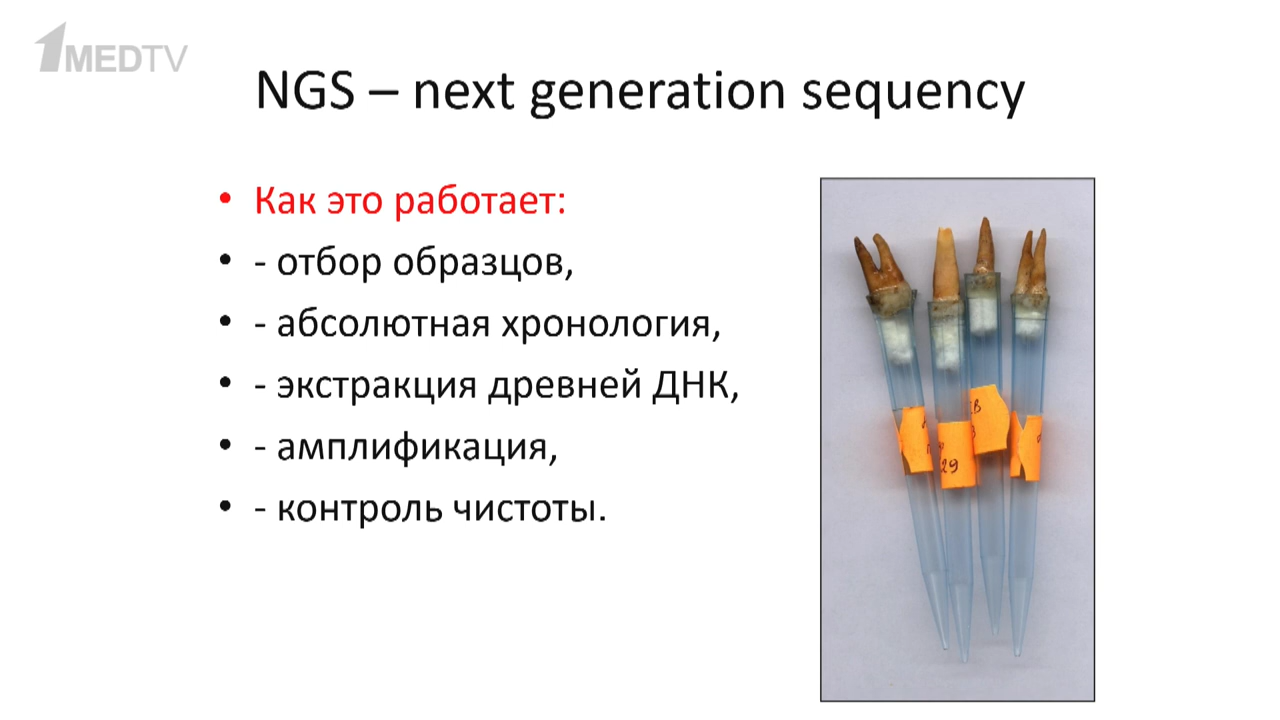 1MEDTV
NGS – next generation sequency
• Как это работает:
• - отбор образцов,
• - абсолютная хронология,
• - экстракция древней ДНК,
• - амплификация,
• - контроль чистоты.
29